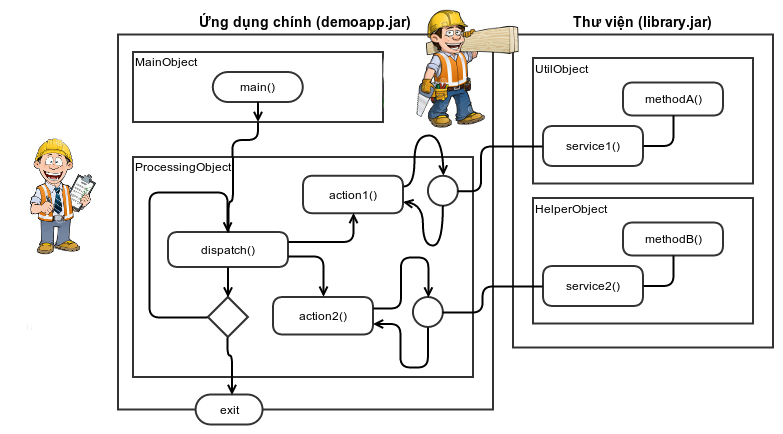 Ứng dụng chính (demoapp.jar)
Thư viện (library.jar)
MainObject
main()
UtilObject
methodA()
service1()
ProcessingObject
action1()
dispatch()
action2()
HelperObject
methodB()
service2()
exit